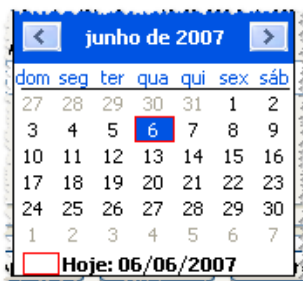 junho de 2007
dom seg ter qua qui sex sáb
27 28 29 30 31 1 2
3 4 5 6 7 8 9
10 11 12 13 14 15 16
17 18 19 20 21 22 23
24 25 26 27 28 29 30
1 2 3 4 5 6 7
Hoje: 06/06/2007